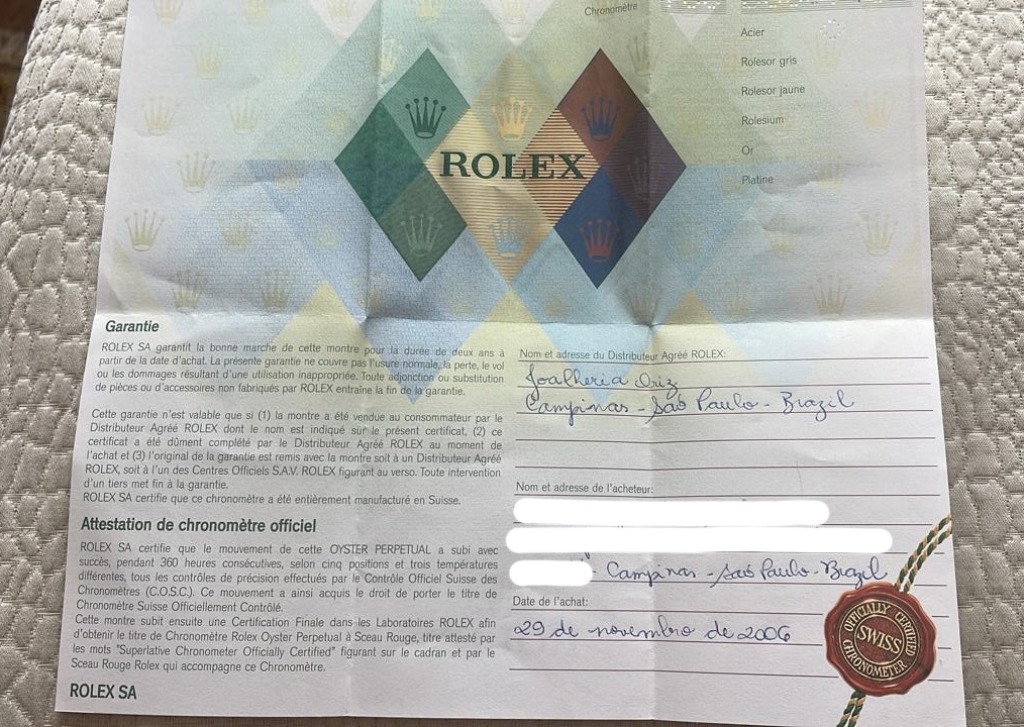 Chronomètre
Acier
Rolesor gris
Rolesor jaune
Rolesium
Or
Platine
ROLEX
Garantie
ROLEX SA garantit la bonne marche de cette montre pour la durée de deux ans à
partir de la date d'achat. La présente garantie ne couvre pas l'usure normale, la perte, le vol
ou les dommages résultant d'une utilisation inappropriée. Toute adjonction ou substitution
de pièces ou d'accessoires non fabriqués par ROLEX entraîne la fin de la garantie.
Cette garantie n'est valable que si (1) la montre a été vendue au consommateur par le
Distributeur Agréé ROLEX dont le nom est indiqué sur le présent certificat, (2) ce
certificat a été dûment complété par le Distributeur Agréé ROLEX au moment de
l'achat et (3) l'original de la garantie est remis avec la montre soit à un Distributeur Agréé
ROLEX, soit à l'un des Centres Officiels S.A.V. ROLEX figurant au verso. Toute intervention
d'un tiers met fin à la garantie.
ROLEX SA certifie que ce chronomètre a été entièrement manufacturé en Suisse.
Attestation de chronomètre officiel
ROLEX SA certifie que le mouvement de cette OYSTER PERPETUAL a subi avec
succès, pendant 360 heures consécutives, selon cinq positions et trois températures
différentes, tous les contrôles de précision effectués par le Contrôle Officiel Suisse des
Chronomètres (C.O.S.C.). Ce mouvement a ainsi acquis le droit de porter le titre de
Chronomètre Suisse Officiellement Contrôlé.
Cette montre subit ensuite une Certification Finale dans les Laboratoires ROLEX afin
d'obtenir le titre de Chronomètre Rolex Oyster Perpetual à Sceau Rouge, titre attesté par
les mots "Superlative Chronometer Officially Certified" figurant sur le cadran et par le
Sceau Rouge Rolex qui accompagne ce Chronomètre.
ROLEX SA
Nom et adresse du Distributeur Agréé ROLEX:
Joalheria Oriz
Campinas - São Paulo - Brazil
Nom et adresse de l'acheteur:
- Campinas - São Paulo - Brazil
Date de l'achat:
29 de novembro de 2006
OFFICIALLY CERTIFIED
SWISS
CHRONOMETER